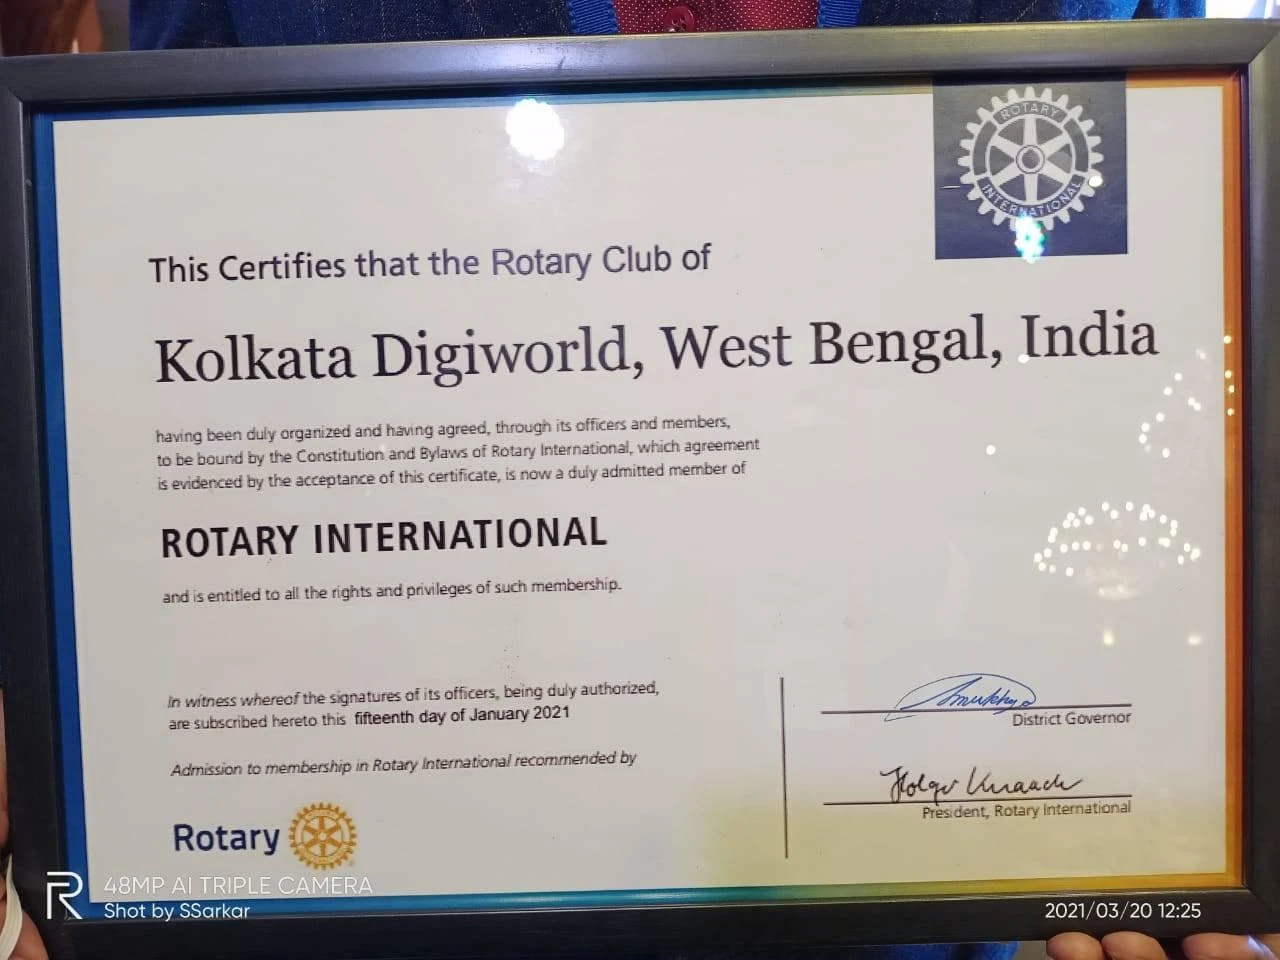 ROTARY
INTERNATIONAL
This Certifies that the Rotary Club of
Kolkata Digiworld, West Bengal, India
having been duly organized and having agreed, through its officers and members,
to be bound by the Constitution and Bylaws of Rotary International, which agreement
is evidenced by the acceptance of this certificate, is now a duly admitted member of
ROTARY INTERNATIONAL
and is entitled to all the rights and privileges of such membership.
In witness whereof the signatures of its officers, being duly authorized,
are subscribed hereto this fifteenth day of January 2021
Admission to membership in Rotary International recommended by
Rotary
District Governor
Holger Knaack
President, Rotary International
R
48MP AI TRIPLE CAMERA
Shot by SSarkar
2021/03/20 12:25